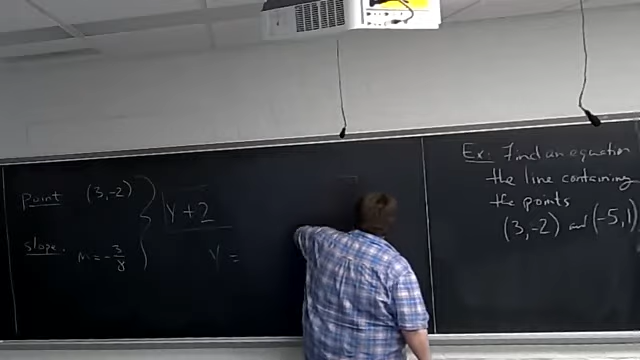 point (3,-2)
slope. m = -3/8
y+2
y =
Ex: Find an equation
the line containing
the points
(3,-2) and (-5,1)